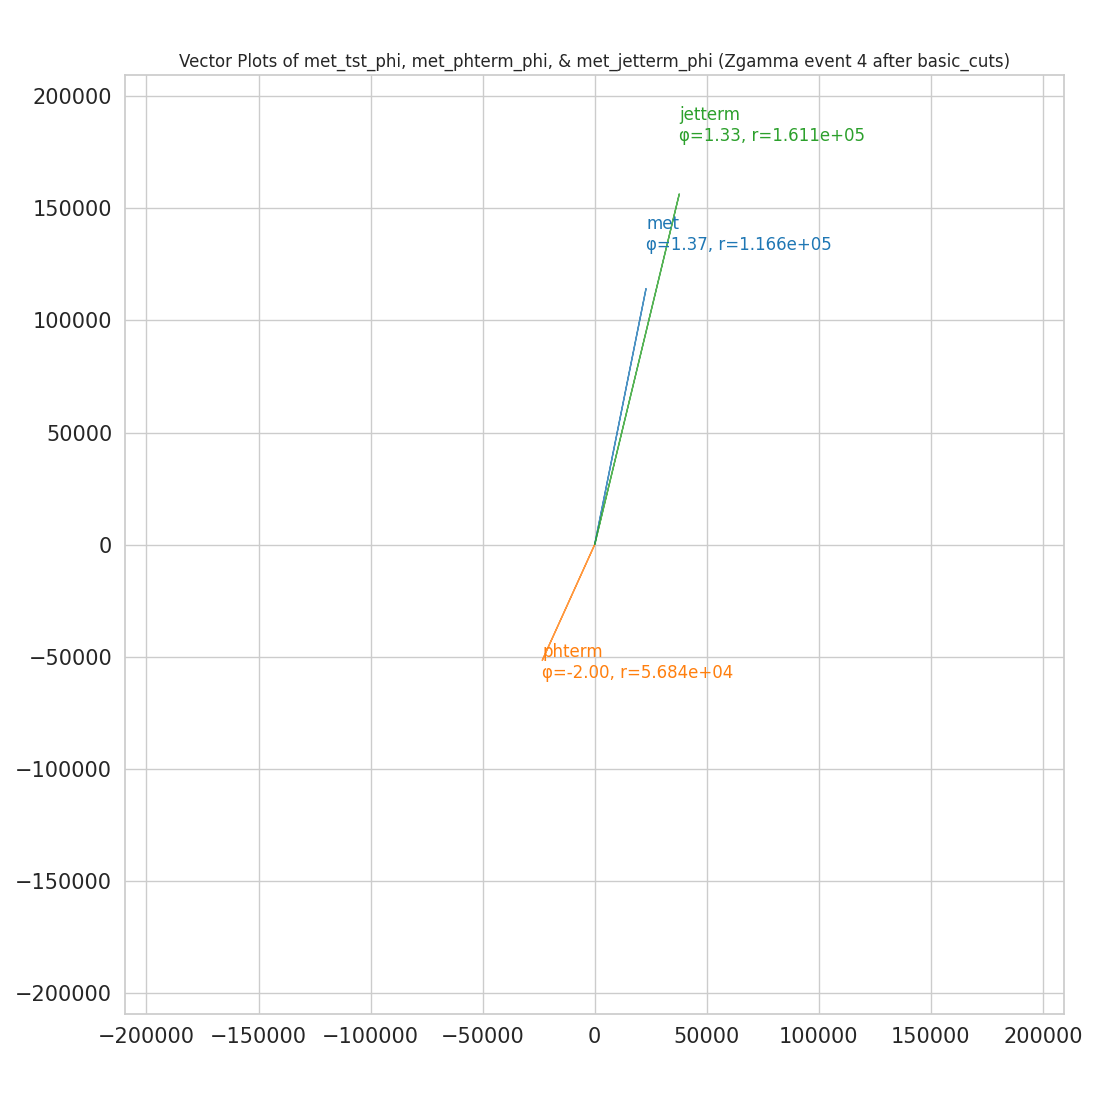 Vector Plots of met_tst_phi, met_phterm_phi, & met_jetterm_phi (Zgamma event 4 after basic_cuts)
200000
jetterm
φ=1.33, r=1.611e+05
150000
met
φ=1.37, r=1.166e+05
100000
50000
0
−50000
phterm
φ=-2.00, r=5.684e+04
−100000
−150000
−200000
−200000 −150000 −100000 −50000 0 50000 100000 150000 200000